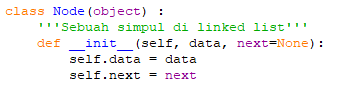 class Node(object) :
    '''Sebuah simpul di linked list'''
    def __init__(self, data, next=None):
        self.data = data
        self.next = next